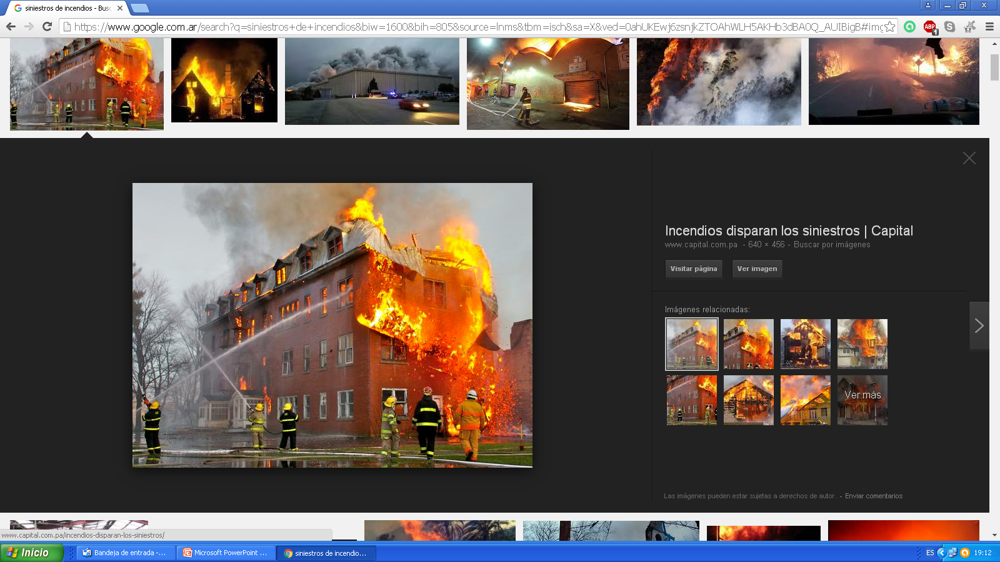 siniestros de incendios - Busc
https://www.google.com.ar/search?q=siniestros+de+incendios&biw=1600&bih=805&source=lnms&tbm=isch&sa=X&ved=0ahUKEwj6zsnjkZTOAhWLH5AKHb3dBA0Q_AUIBigB#imgr
ABP
1
Incendios disparan los siniestros | Capital
www.capital.com.pa - 640 × 456 - Buscar por imágenes
Visitar página
Ver imagen
Imágenes relacionadas:
Ver más
Las imágenes pueden estar sujetas a derechos de autor. - Enviar comentarios
www.capital.com.pa/incendios-disparan-los-siniestros/
Inicio
Bandeja de entrada -...
Microsoft PowerPoint ...
siniestros de incendio...
ES
19:12